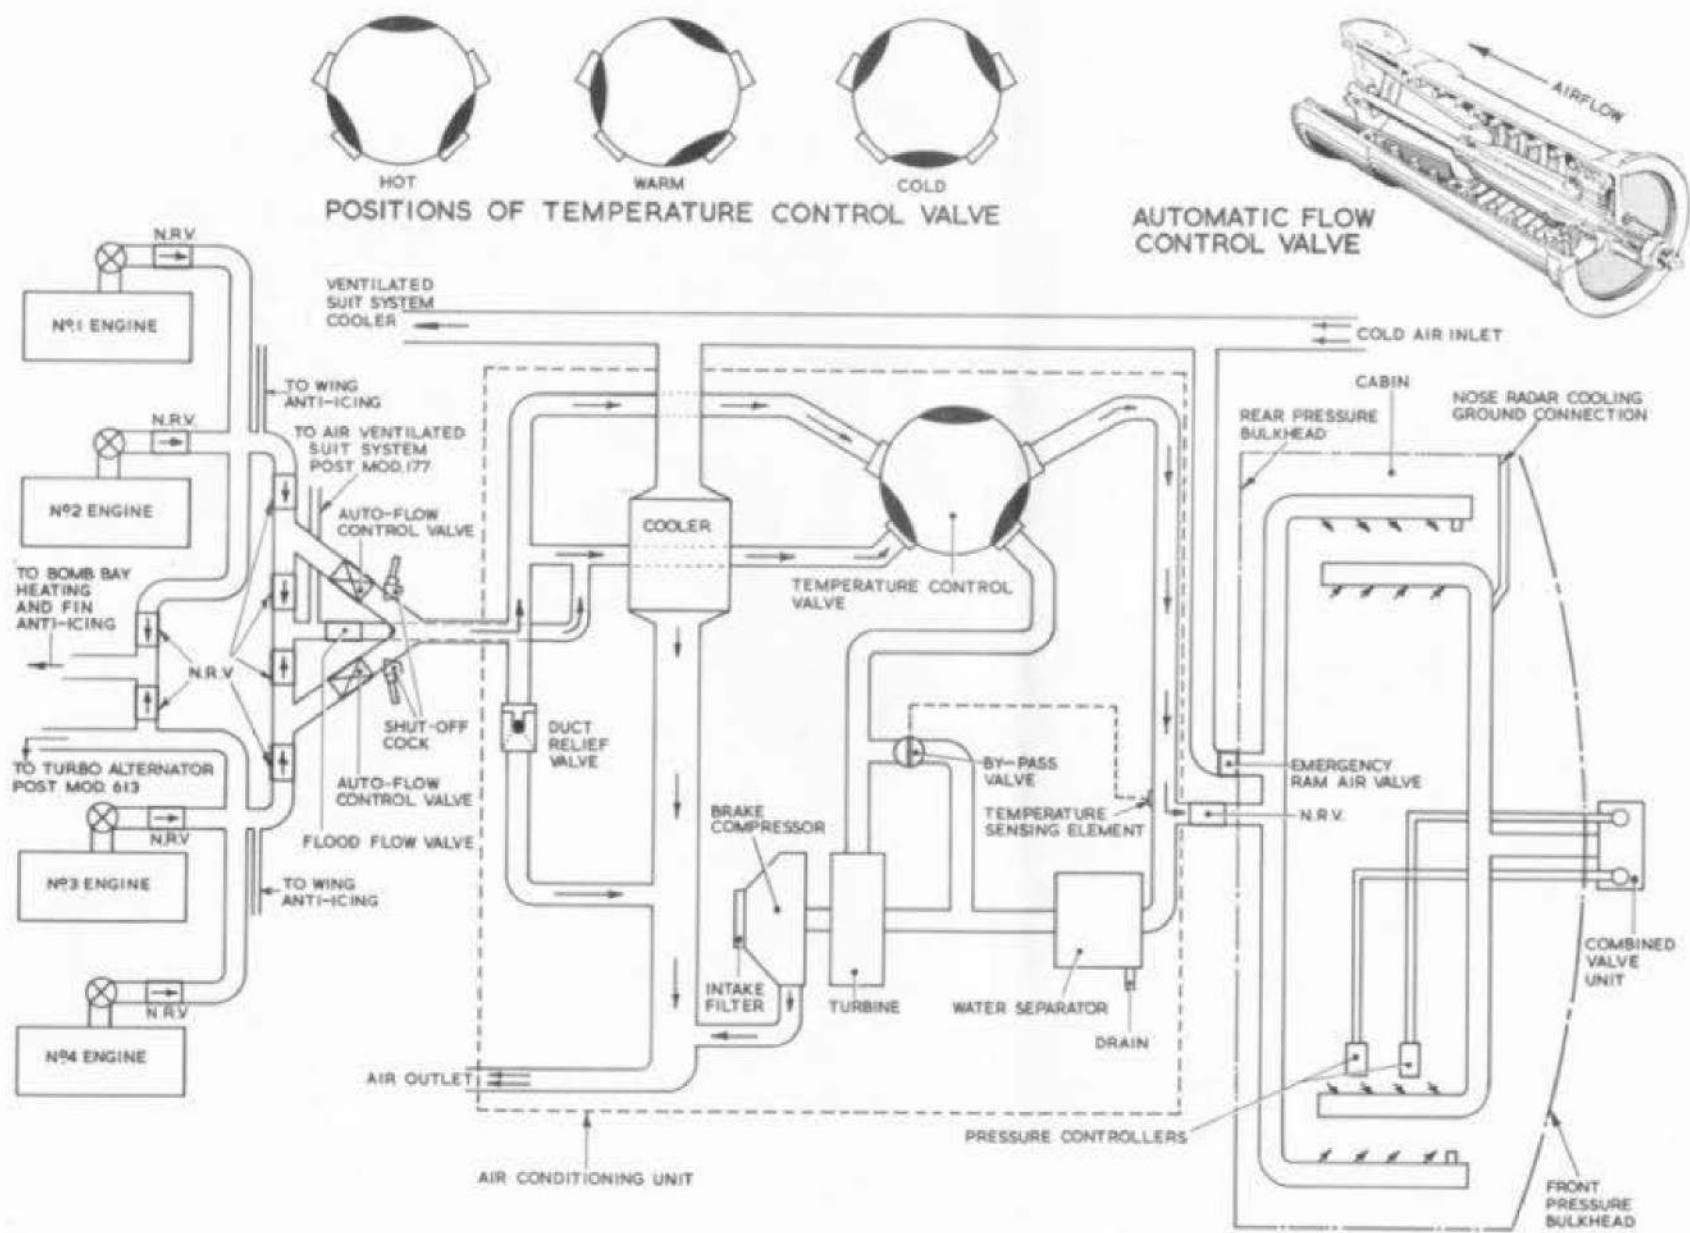 HOT
WARM
COLD
POSITIONS OF TEMPERATURE CONTROL VALVE
AIRFLOW
AUTOMATIC FLOW
CONTROL VALVE
N.R.V.
Nº1 ENGINE
VENTILATED
SUIT SYSTEM
COOLER
COLD AIR INLET
TO WING
ANTI-ICING
CABIN
NOSE RADAR COOLING
GROUND CONNECTION
REAR PRESSURE
BULKHEAD
N.R.V.
Nº2 ENGINE
TO AIR VENTILATED
SUIT SYSTEM
POST MOD.177
AUTO-FLOW
CONTROL VALVE
COOLER
TEMPERATURE CONTROL
VALVE
TO BOMB BAY
HEATING
AND FIN
ANTI-ICING
N.R.V
SHUT-OFF
COCK
DUCT
RELIEF
VALVE
BY-PASS
VALVE
EMERGENCY
RAM AIR VALVE
TO TURBO ALTERNATOR
POST MOD. 613
AUTO-FLOW
CONTROL VALVE
BRAKE
COMPRESSOR
TEMPERATURE
SENSING ELEMENT
N.R.V.
FLOOD FLOW VALVE
N.R.V
Nº3 ENGINE
TO WING
ANTI-ICING
COMBINED
VALVE
UNIT
INTAKE
FILTER
TURBINE
WATER SEPARATOR
DRAIN
N.R.V
Nº4 ENGINE
AIR OUTLET
PRESSURE CONTROLLERS
AIR CONDITIONING UNIT
FRONT
PRESSURE
BULKHEAD